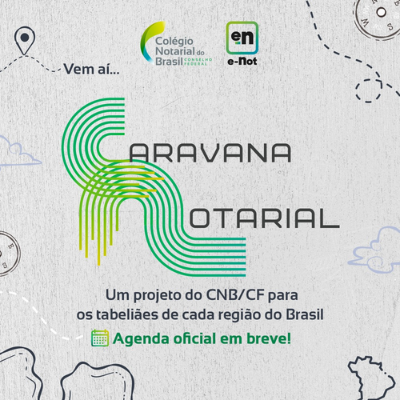 Colégio
Notarial do
Brasil CONSELHO FEDERAL
en
e-not
Vem aí...
CARAVANA
NOTARIAL
Um projeto do CNB/CF para
os tabeliães de cada região do Brasil
Agenda oficial em breve!